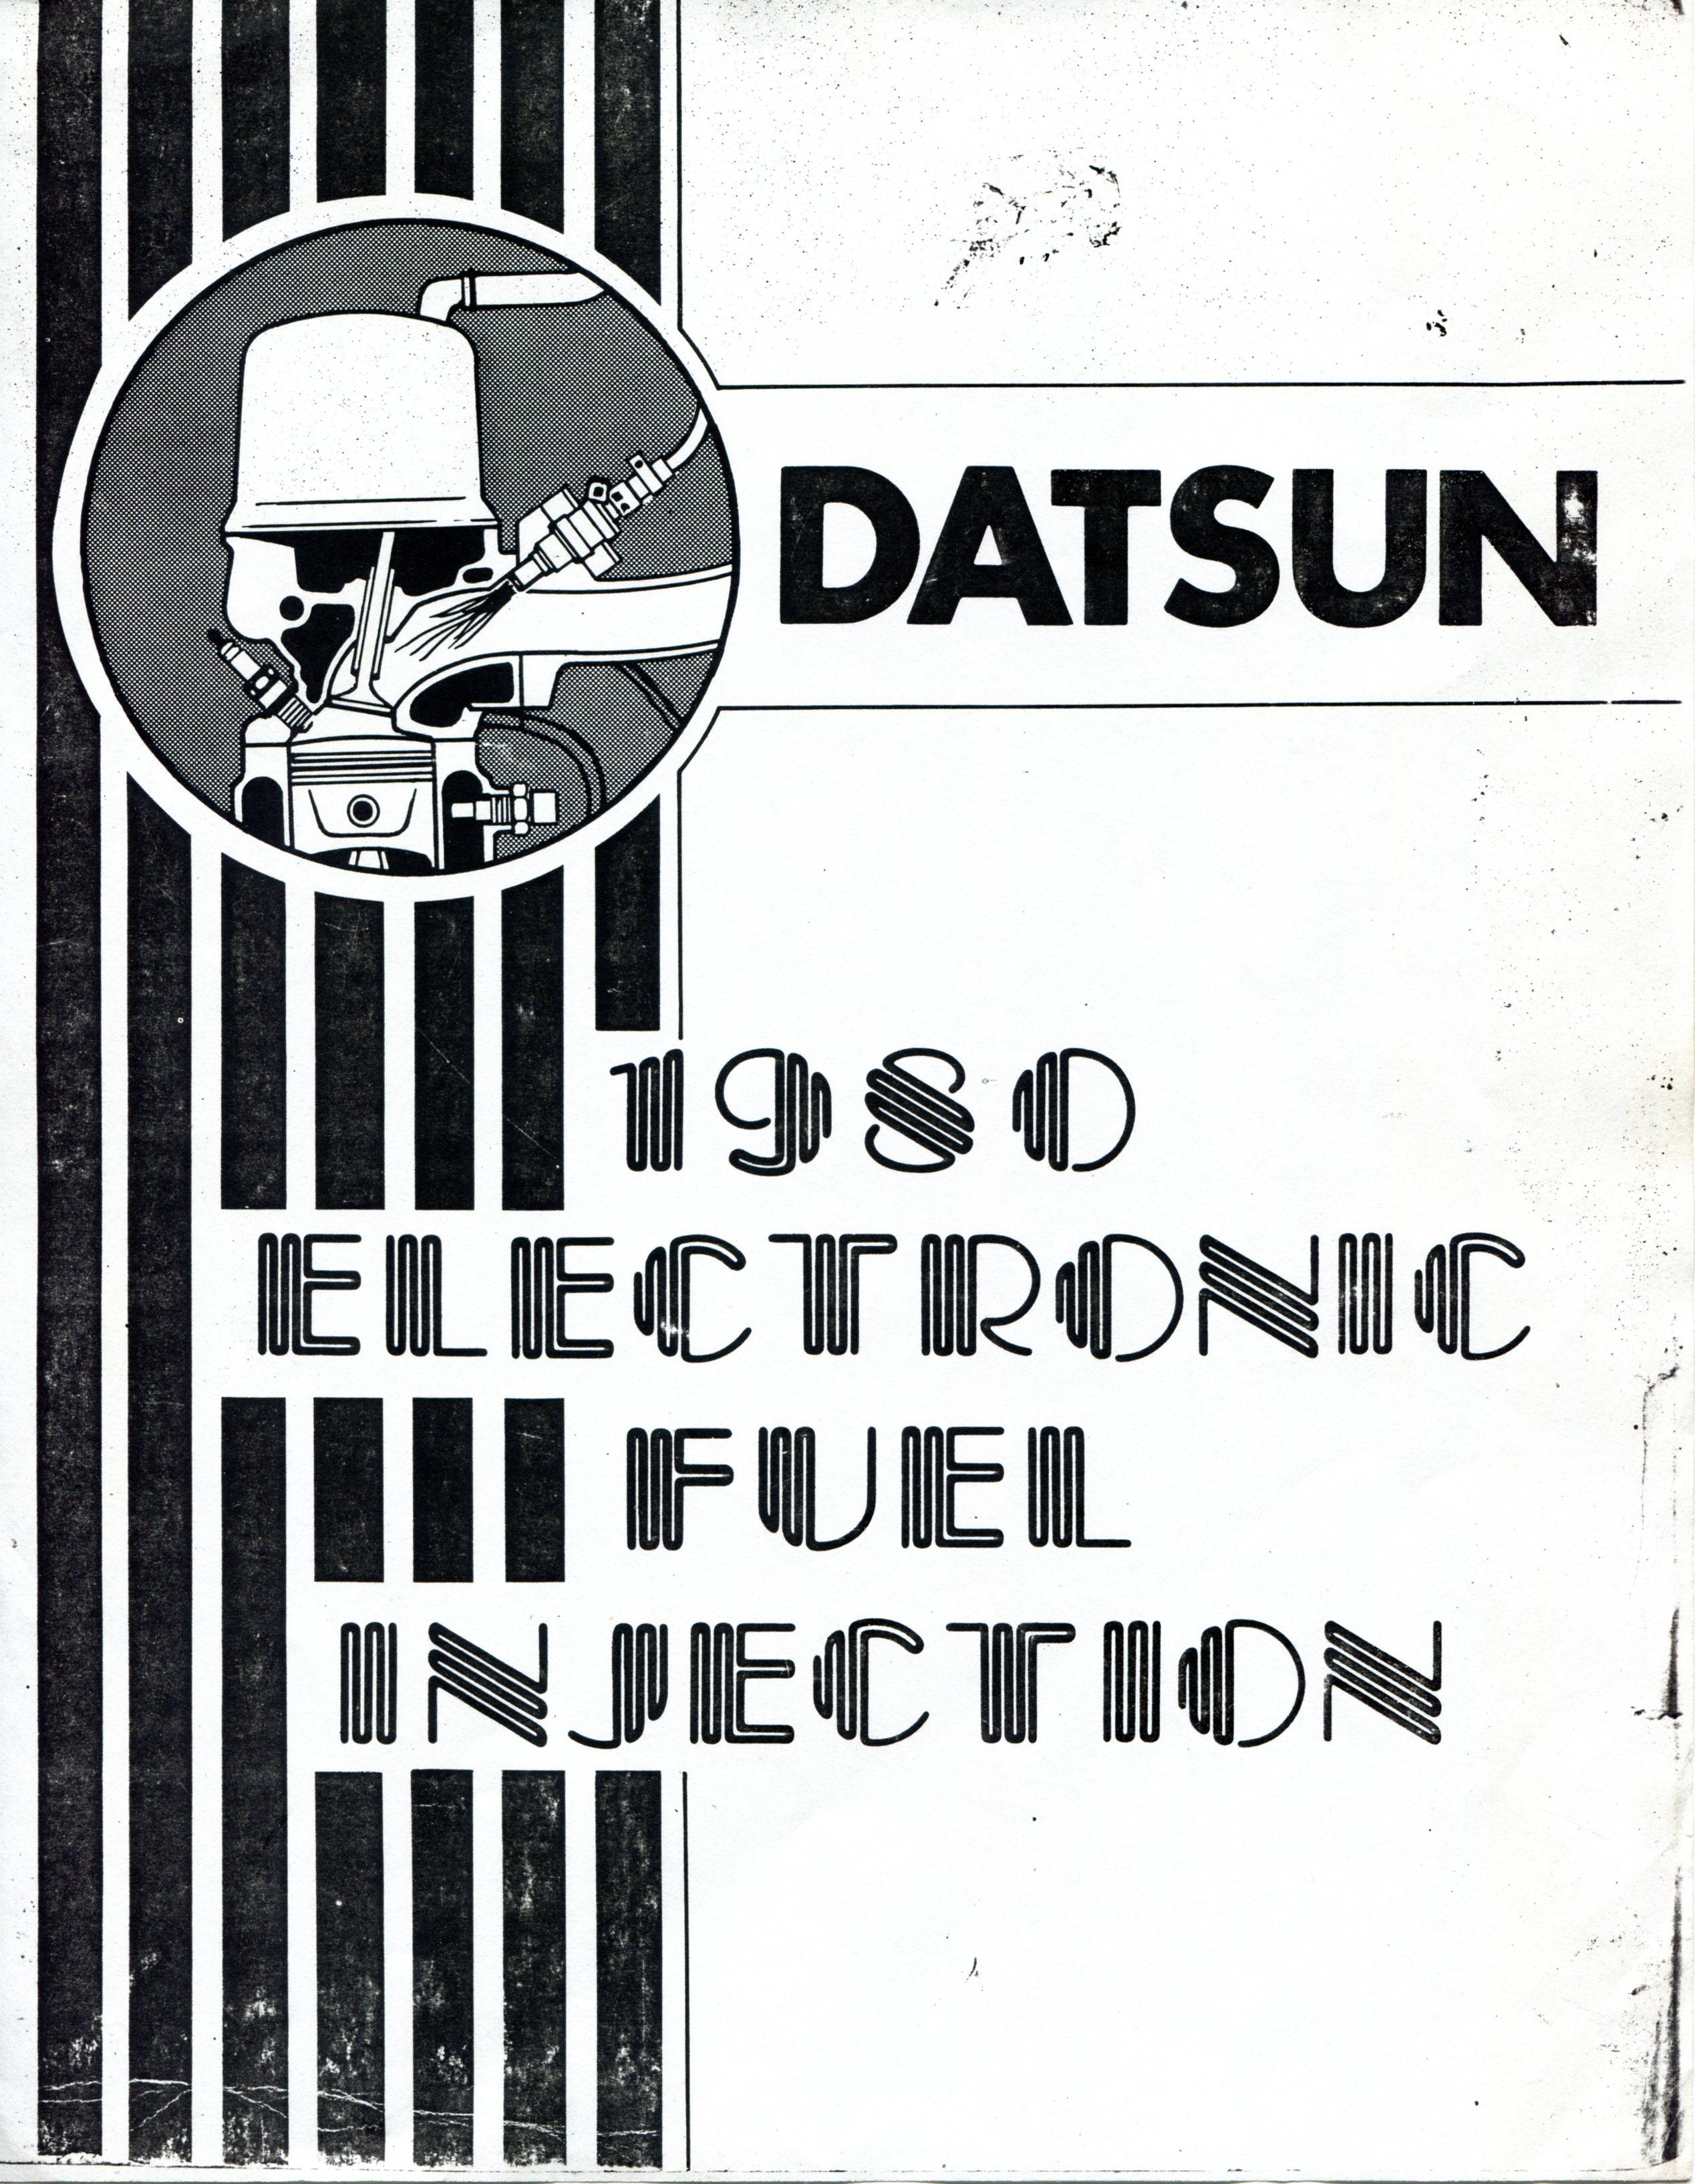 DATSUN
1980
ELECTRONIC
FUEL
INJECTION